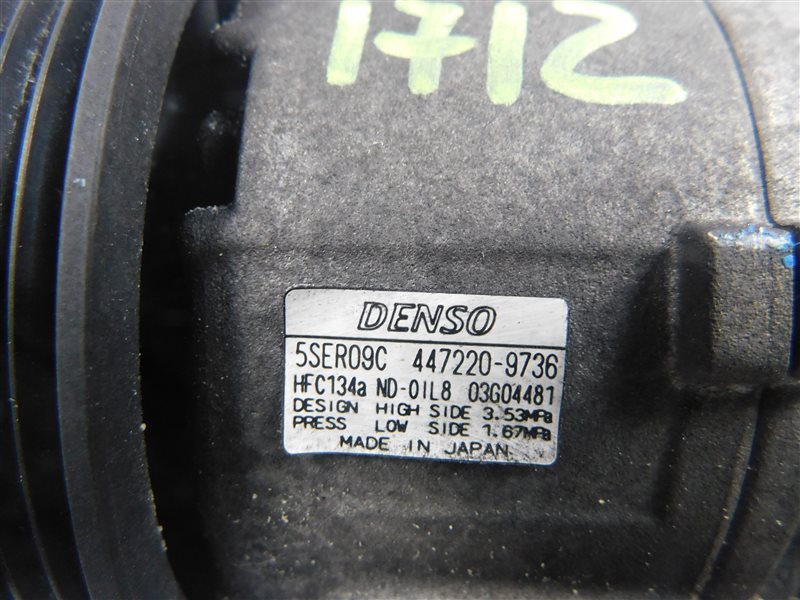 1712
DENSO
5SER09C 447220-9736
HFC134a ND-OIL8 03G04481
DESIGN HIGH SIDE 3.53MPa
PRESS LOW SIDE 1.67MPa
MADE IN JAPAN